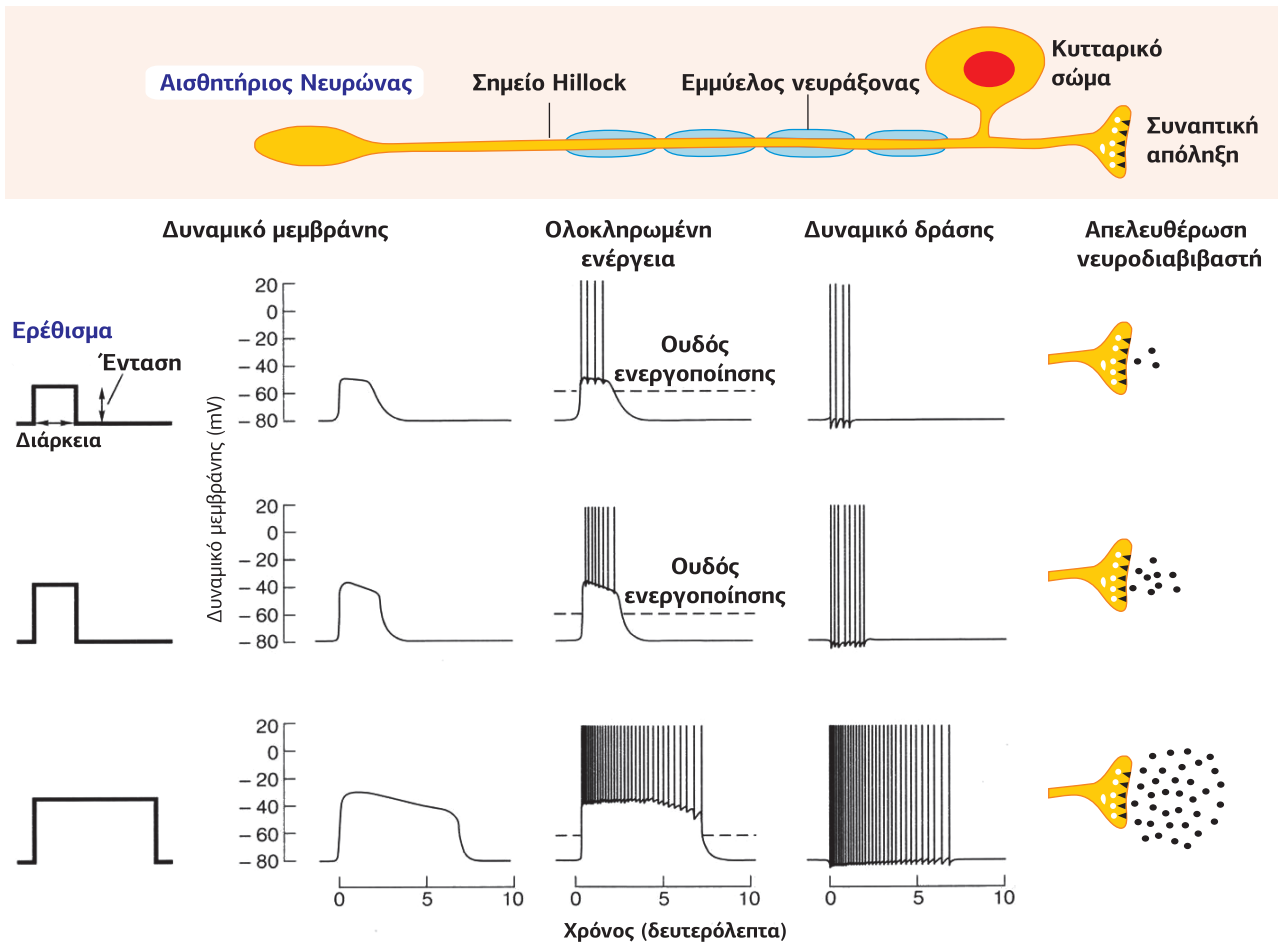 Αισθητήριος Νευρώνας
Σημείο Hillock
Εμμύελος νευράξονας
Κυτταρικό
σώμα
Συναπτική
απόληξη
Δυναμικό μεμβράνης
Ολοκληρωμένη
ενέργεια
Δυναμικό δράσης
Απελευθέρωση
νευροδιαβιβαστή
Ερέθισμα
Ένταση
Διάρκεια
Δυναμικό μεμβράνης (mV)
20
0
– 20
– 40
– 60
– 80
Ουδός
ενεργοποίησης
20
0
– 20
– 40
– 60
– 80
Ουδός
ενεργοποίησης
20
0
– 20
– 40
– 60
– 80
0 5 10
0 5 10
0 5 10
Χρόνος (δευτερόλεπτα)